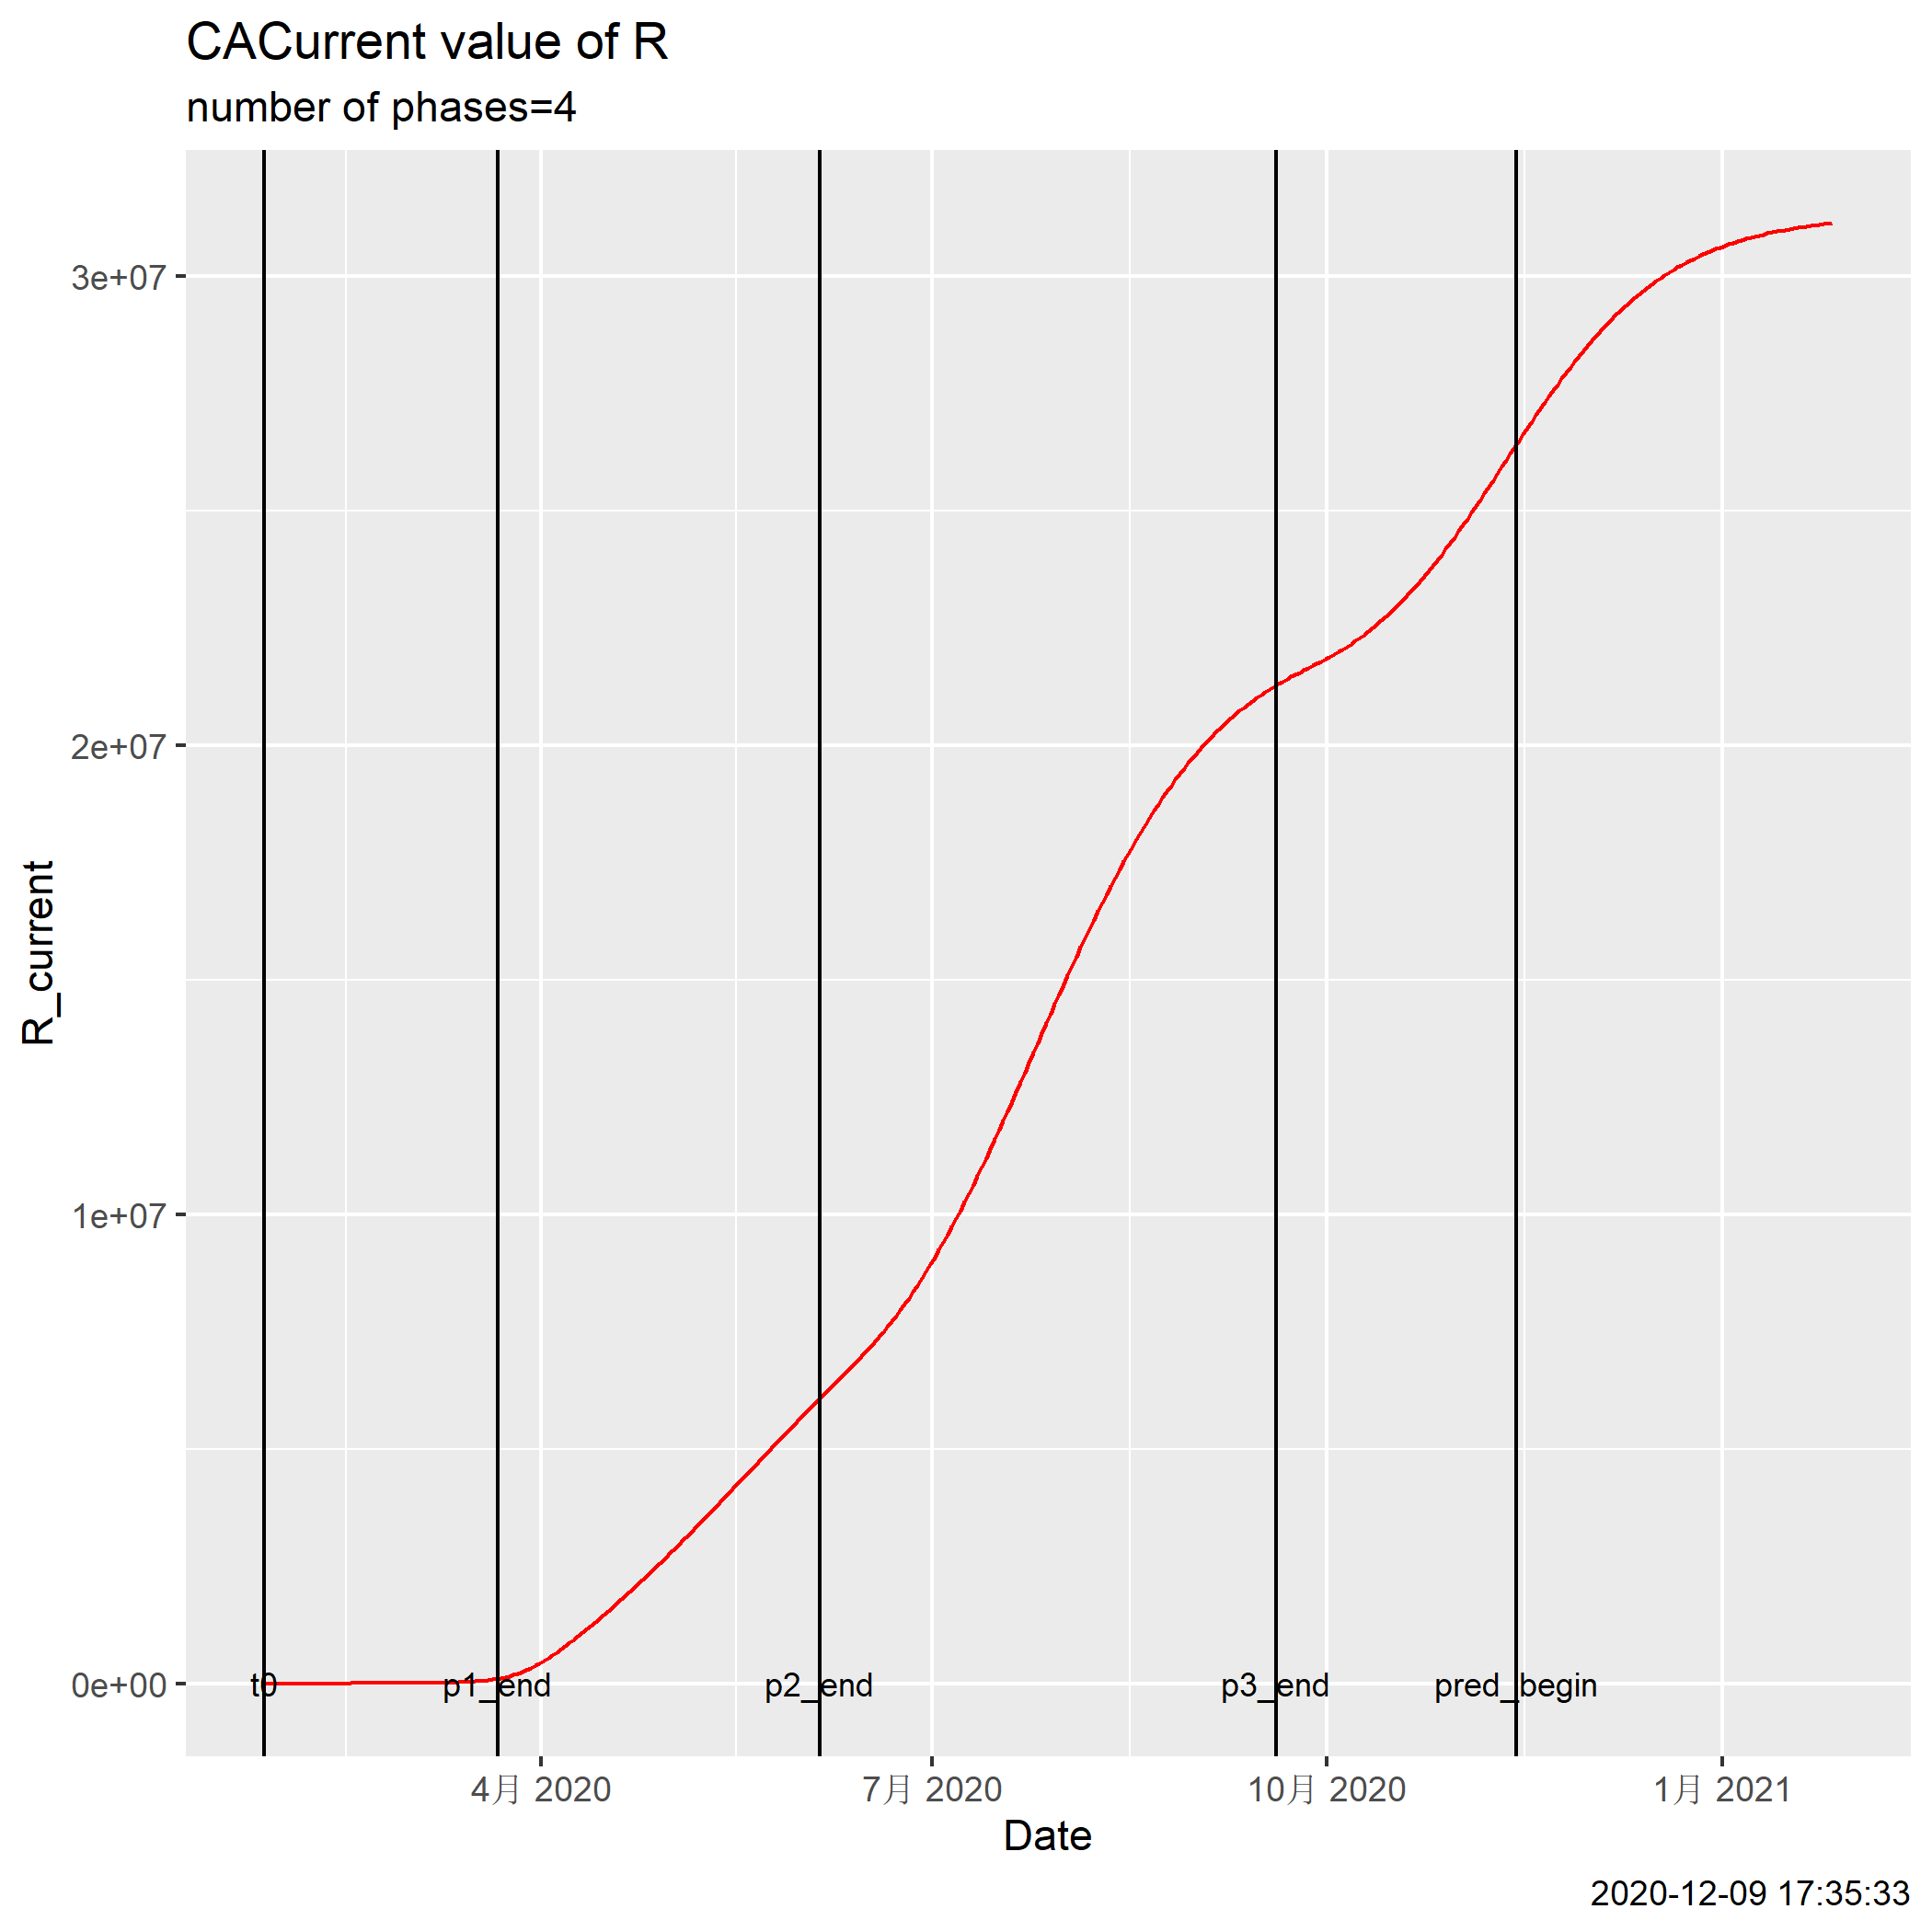 CACurrent value of R
number of phases=4
3e+07
2e+07
1e+07
0e+00
R_current
t0 p1_end p2_end p3_end pred_begin
4月 2020 7月 2020 10月 2020 1月 2021
Date
2020-12-09 17:35:33